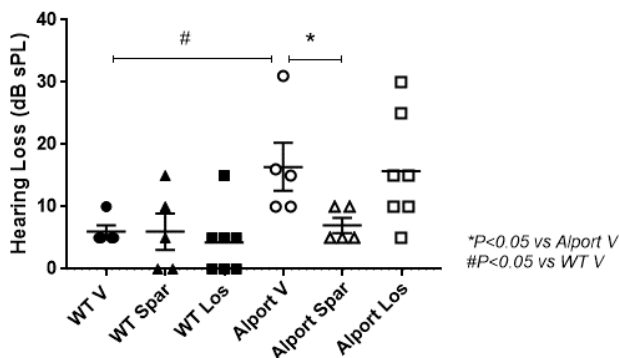 Hearing Loss (dB sPL)
40
30
20
10
0
#
*
WT V
WT Spar
WT Los
Alport V
Alport Spar
Alport Los
*P<0.05 vs Alport V
#P<0.05 vs WT V